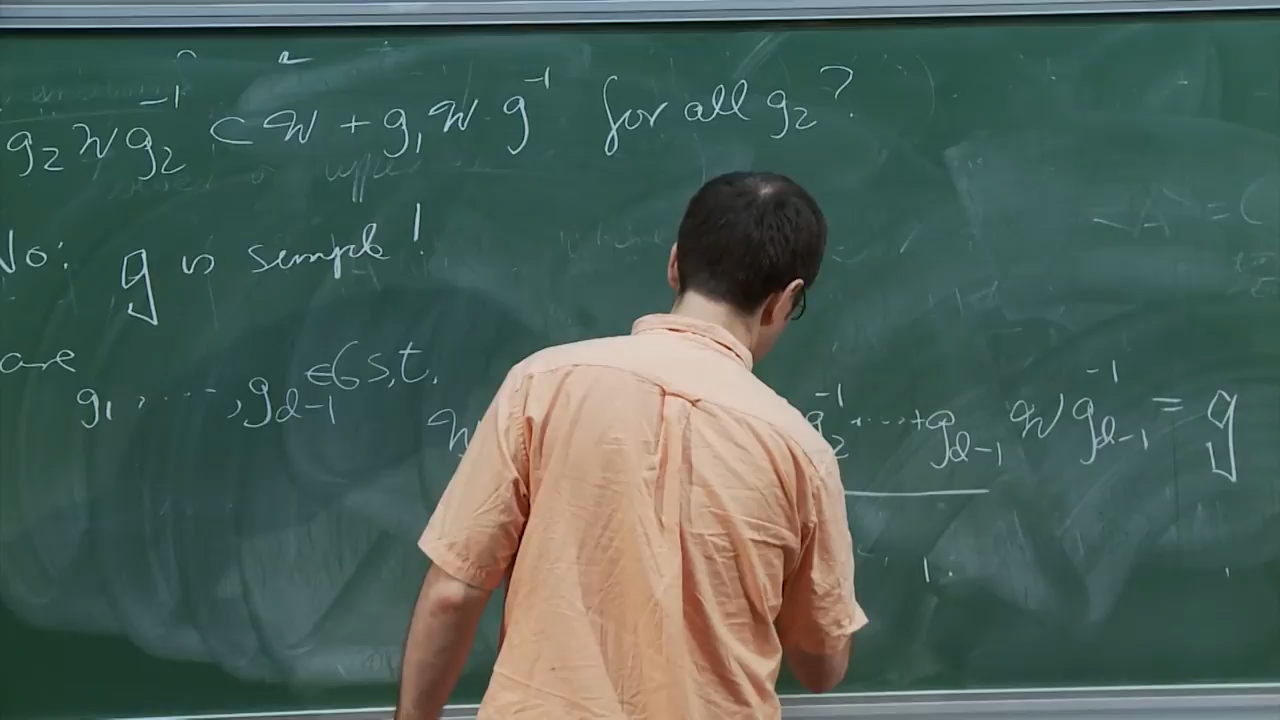 g₂ 𝔴 g₂⁻¹ ⊂ 𝔴 + g₁ 𝔴 g⁻¹ for all g₂?
No: 𝔤 is simple!
are g₁, ...., g_{d-1} ∈ G s,t.
𝔴 g₂⁻¹ + ... + g_{d-1} 𝔴 g_{d-1}⁻¹ = 𝔤